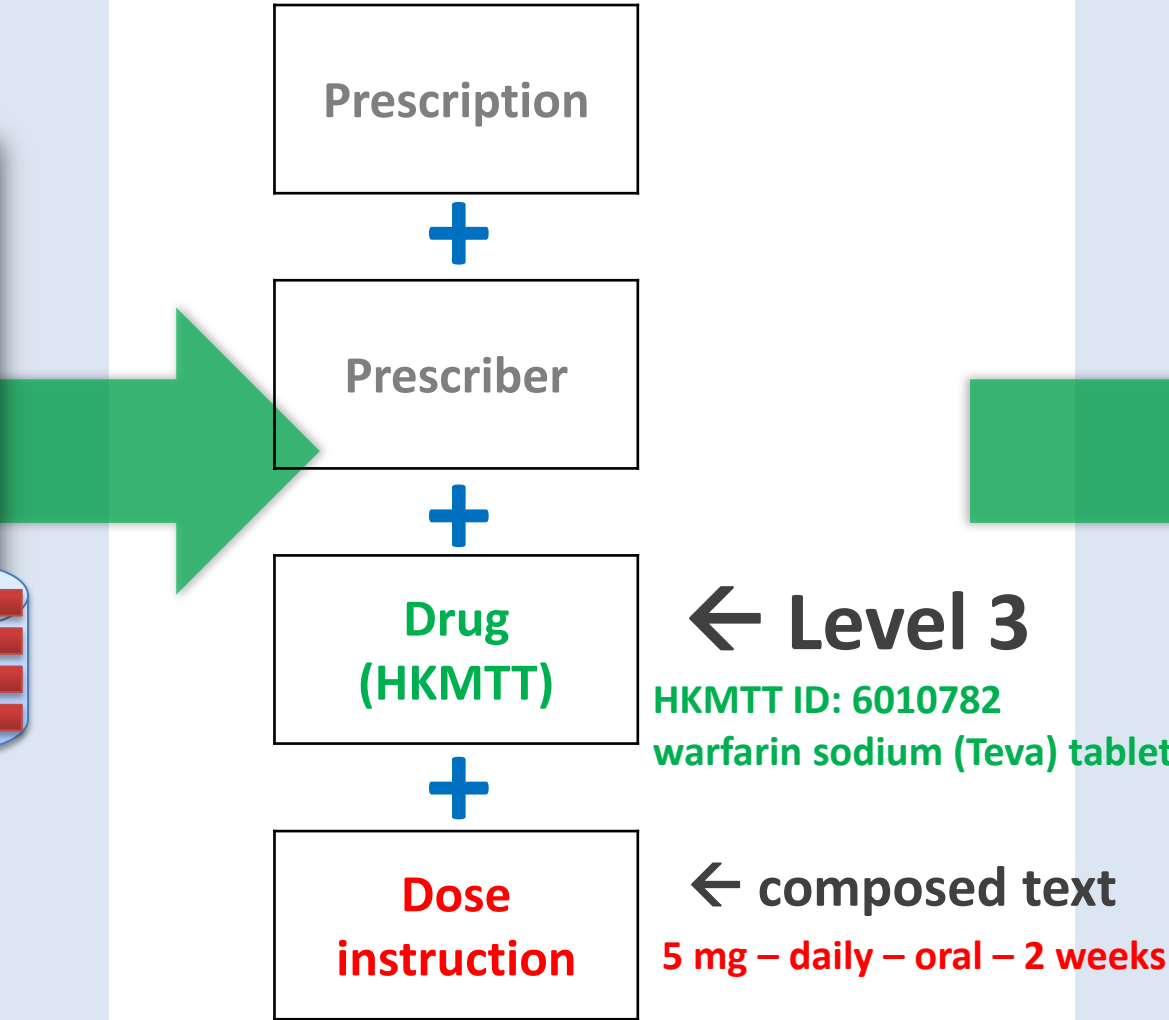 Prescription
+
Prescriber
+
Drug
(HKMTT)
← Level 3
HKMTT ID: 6010782
warfarin sodium (Teva) tablet
+
Dose
instruction
← composed text
5 mg – daily – oral – 2 weeks